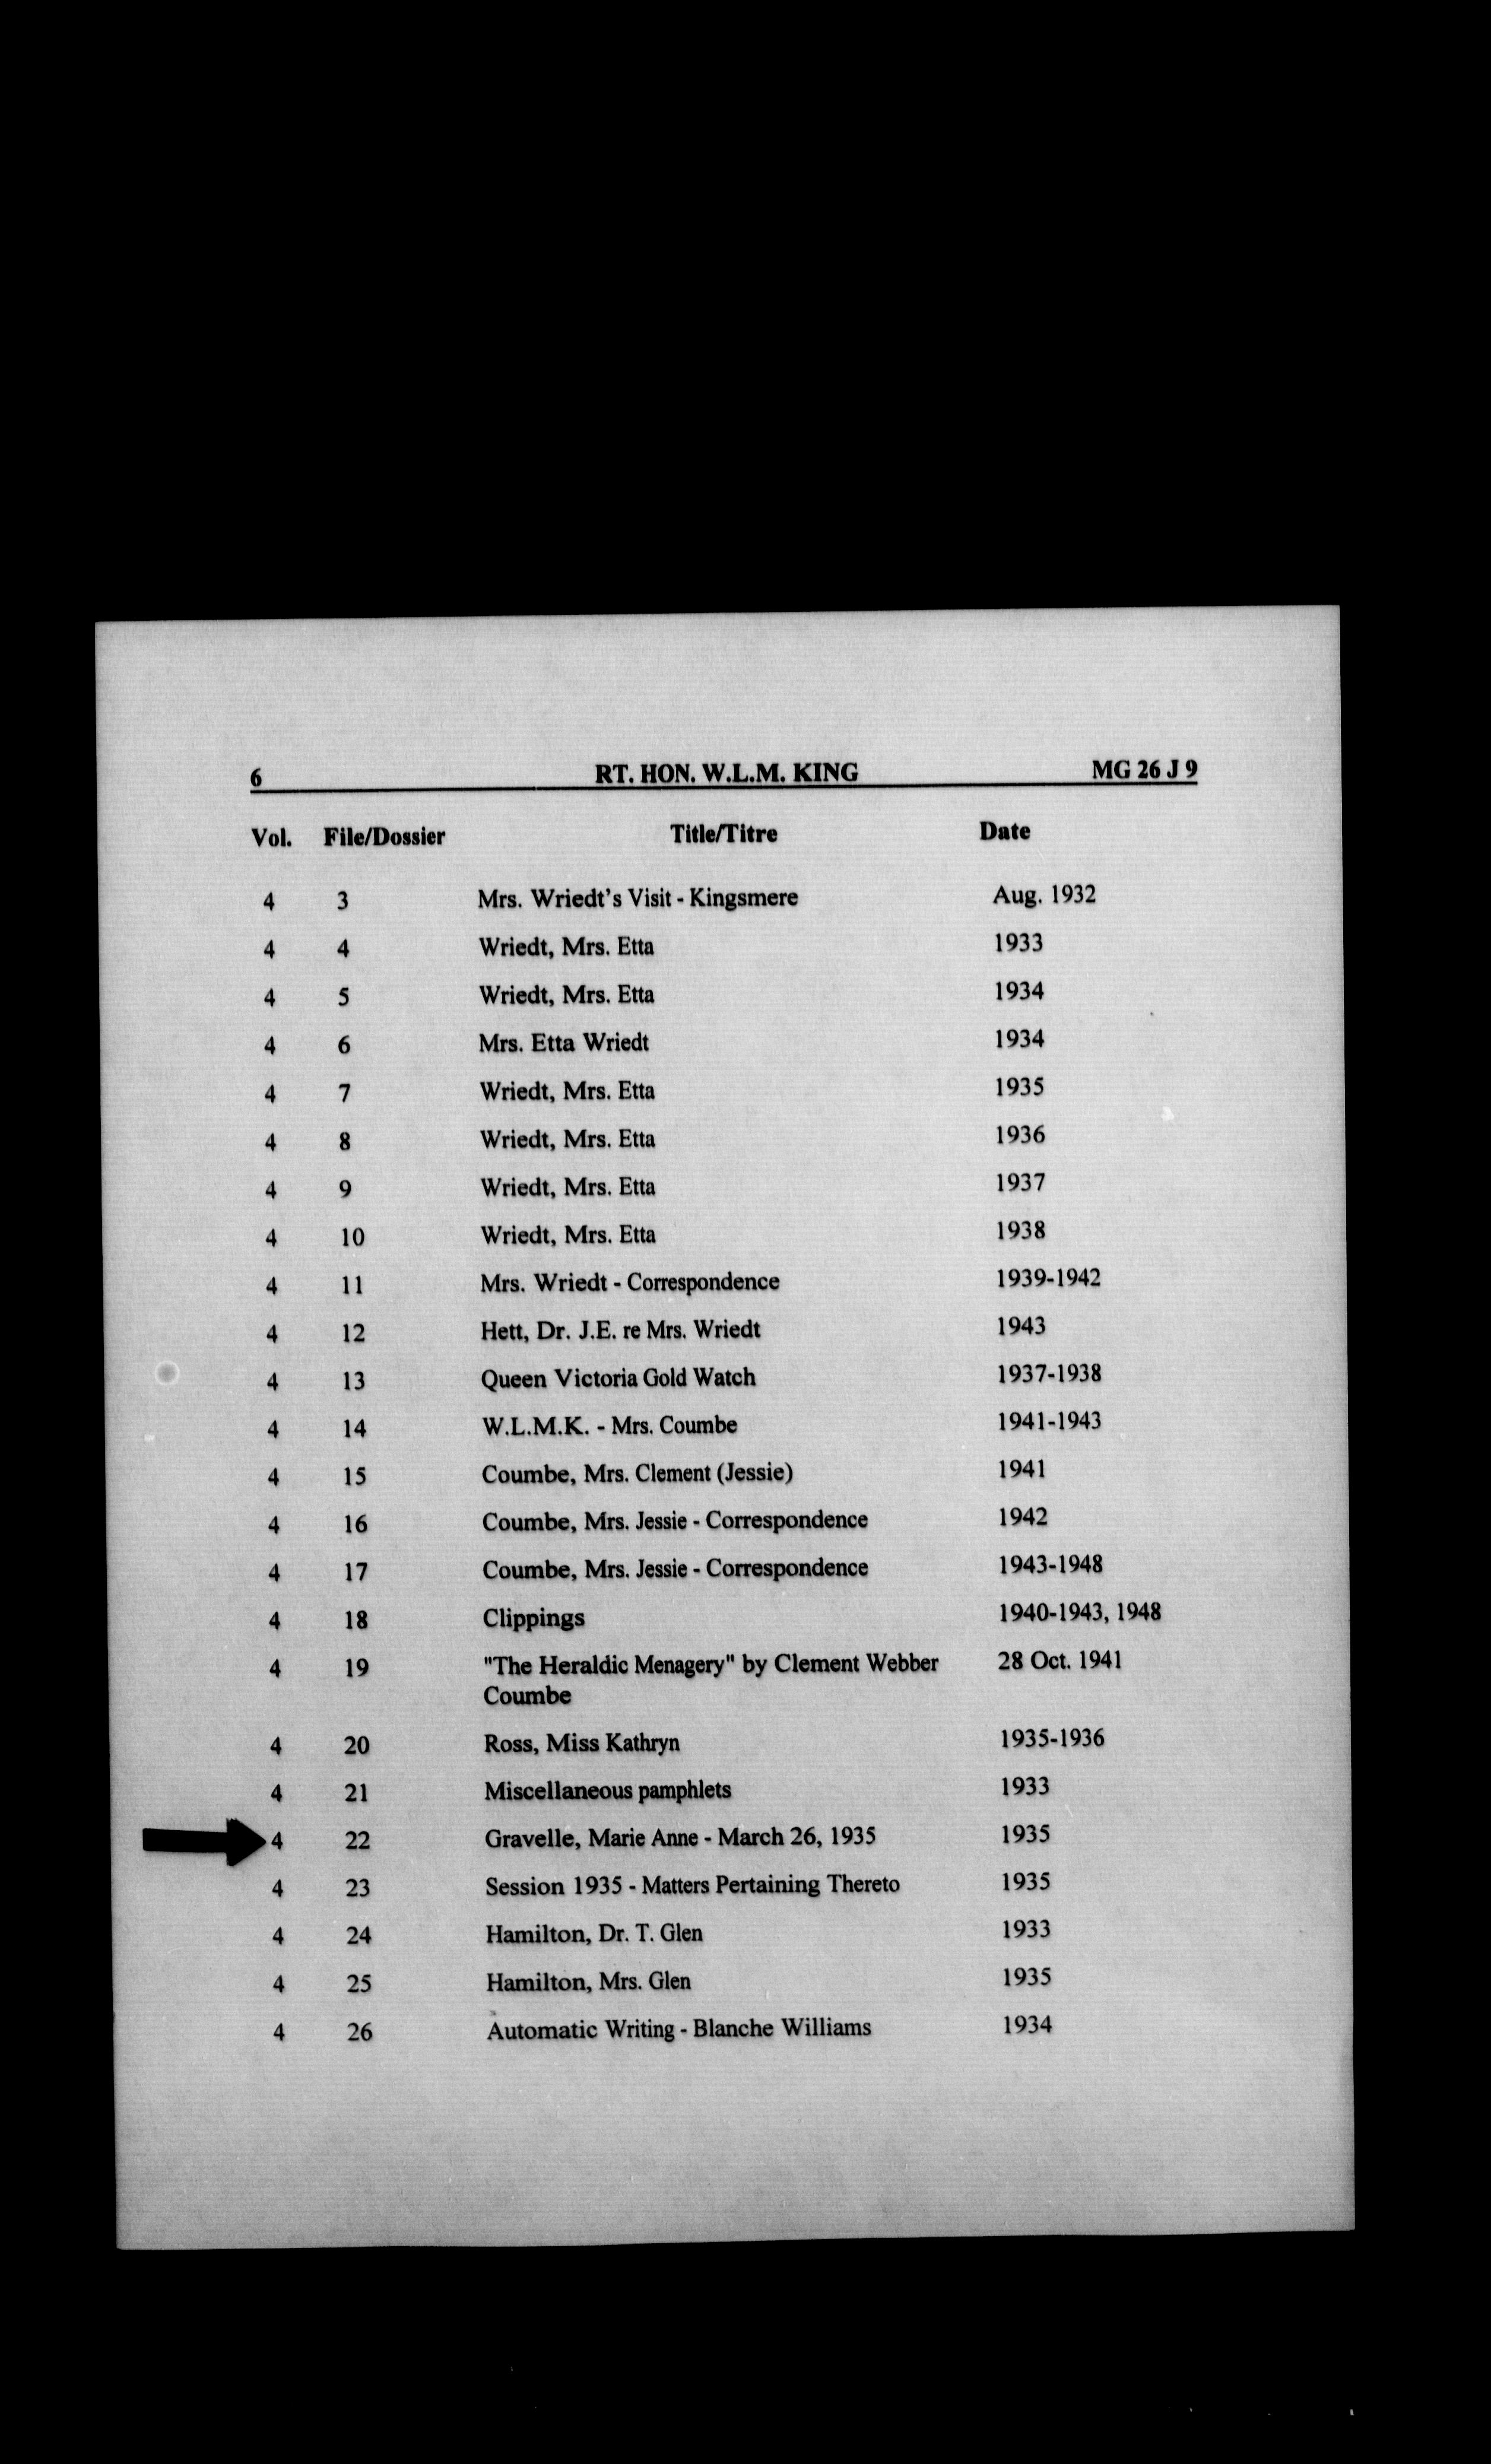 6 RT. HON. W.L.M. KING MG 26 J 9
Vol. File/Dossier Title/Titre Date
4 3 Mrs. Wriedt's Visit - Kingsmere Aug. 1932
4 4 Wriedt, Mrs. Etta 1933
4 5 Wriedt, Mrs. Etta 1934
4 6 Mrs. Etta Wriedt 1934
4 7 Wriedt, Mrs. Etta 1935
4 8 Wriedt, Mrs. Etta 1936
4 9 Wriedt, Mrs. Etta 1937
4 10 Wriedt, Mrs. Etta 1938
4 11 Mrs. Wriedt - Correspondence 1939-1942
4 12 Hett, Dr. J.E. re Mrs. Wriedt 1943
4 13 Queen Victoria Gold Watch 1937-1938
4 14 W.L.M.K. - Mrs. Coumbe 1941-1943
4 15 Coumbe, Mrs. Clement (Jessie) 1941
4 16 Coumbe, Mrs. Jessie - Correspondence 1942
4 17 Coumbe, Mrs. Jessie - Correspondence 1943-1948
4 18 Clippings 1940-1943, 1948
4 19 "The Heraldic Menagery" by Clement Webber 28 Oct. 1941
Coumbe
4 20 Ross, Miss Kathryn 1935-1936
4 21 Miscellaneous pamphlets 1933
4 22 Gravelle, Marie Anne - March 26, 1935 1935
4 23 Session 1935 - Matters Pertaining Thereto 1935
4 24 Hamilton, Dr. T. Glen 1933
4 25 Hamilton, Mrs. Glen 1935
4 26 Automatic Writing - Blanche Williams 1934